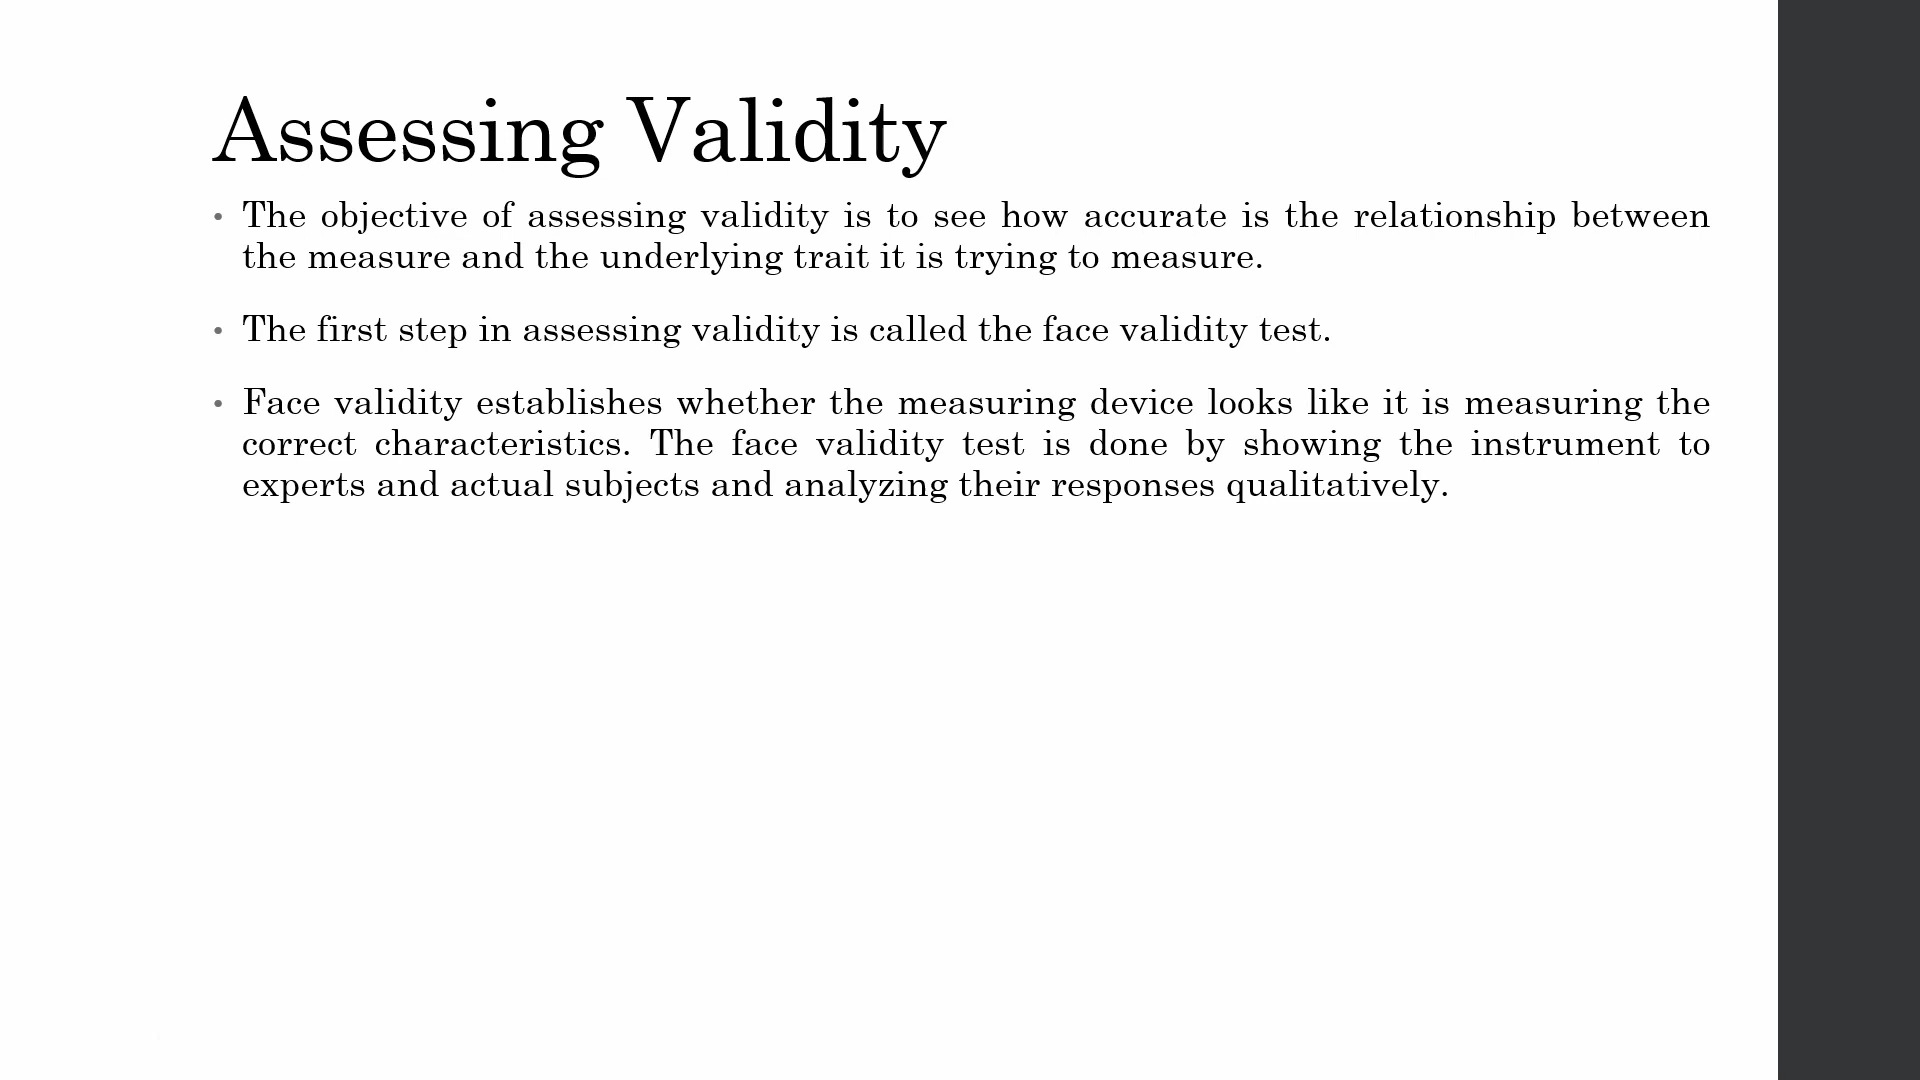 Assessing Validity
• The objective of assessing validity is to see how accurate is the relationship between
the measure and the underlying trait it is trying to measure.
• The first step in assessing validity is called the face validity test.
• Face validity establishes whether the measuring device looks like it is measuring the
correct characteristics. The face validity test is done by showing the instrument to
experts and actual subjects and analyzing their responses qualitatively.